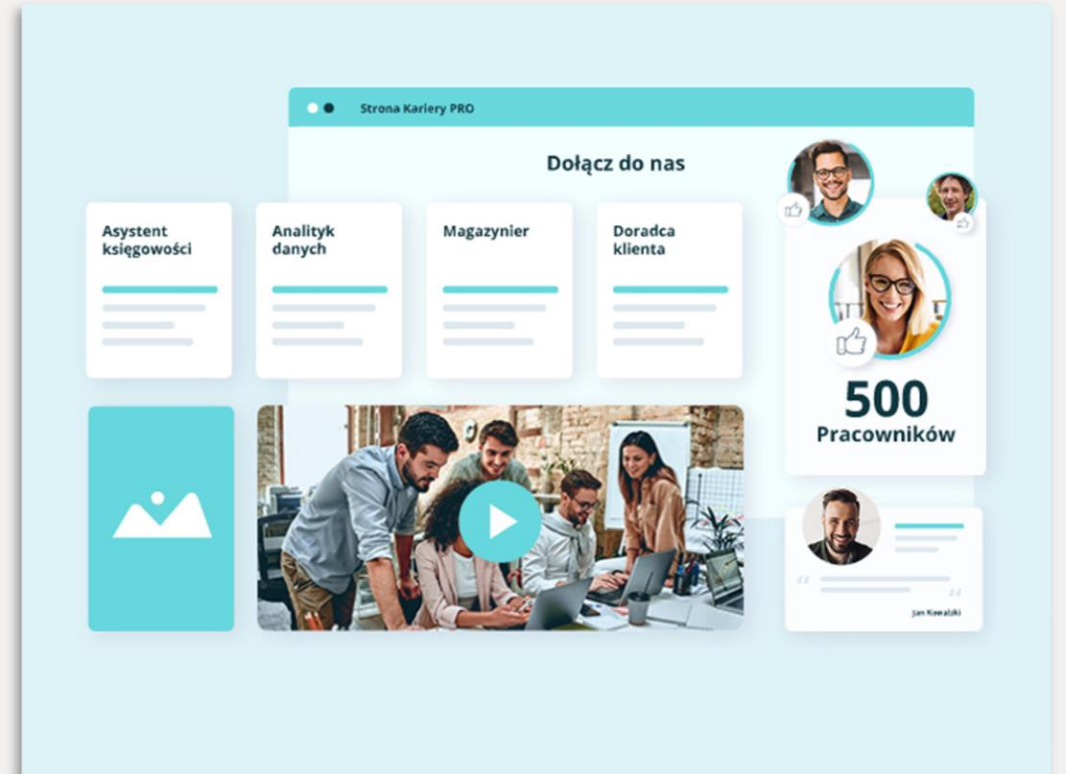 Strona Kariery PRO
Dołącz do nas
Asystent
księgowości
Analityk
danych
Magazynier
Doradca
klienta
500
Pracowników
Jan Kowalski